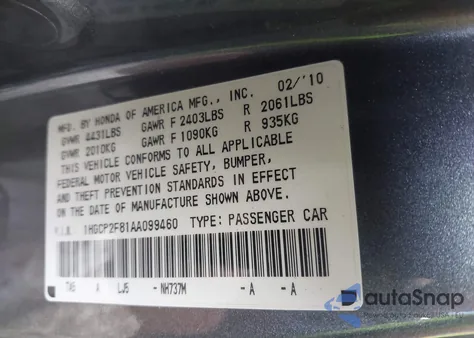 MFD. BY HONDA OF AMERICA MFG., INC. 02/'10
GVWR 4431LBS GAWR F 2403LBS R 2061LBS
GVWR 2010KG GAWR F 1090KG R 935KG
THIS VEHICLE CONFORMS TO ALL APPLICABLE
FEDERAL MOTOR VEHICLE SAFETY, BUMPER,
AND THEFT PREVENTION STANDARDS IN EFFECT
ON THE DATE OF MANUFACTURE SHOWN ABOVE.
V.I.N. 1HGCP2F81AA099460 TYPE: PASSENGER CAR
TA6 A LJ5 - NH737M -A -A
dautoSnap